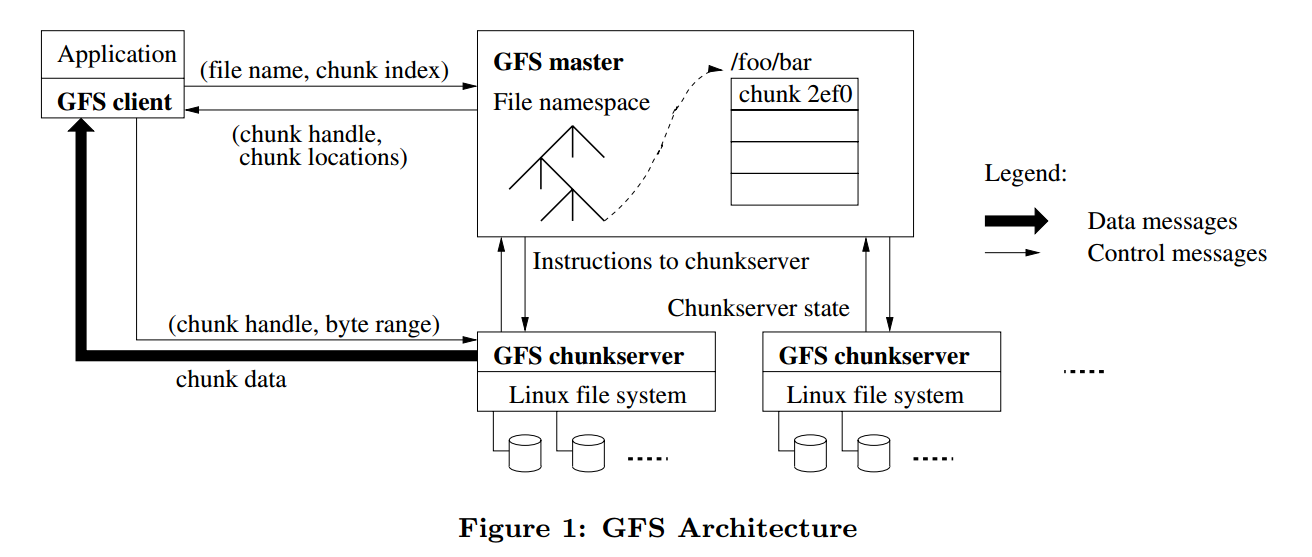 Application
GFS client
(file name, chunk index)
(chunk handle,
chunk locations)
GFS master
File namespace
/foo/bar
chunk 2ef0
Legend:
Data messages
Control messages
Instructions to chunkserver
Chunkserver state
(chunk handle, byte range)
chunk data
GFS chunkserver
Linux file system
GFS chunkserver
Linux file system
Figure 1: GFS Architecture